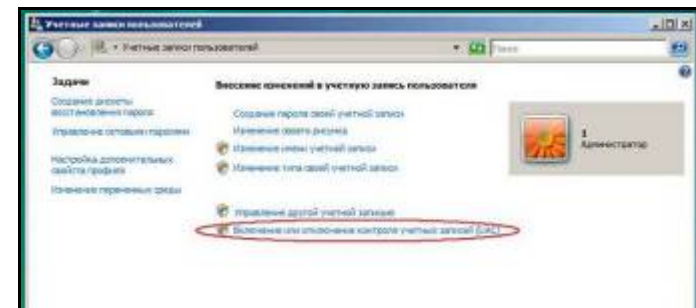 Учетные записи пользователей
Учетные записи пользователей
Поиск
Задачи
Создание дискеты
восстановления пароля
Управление сетевыми паролями
Настройка дополнительных
свойств профиля
Изменение переменных среды
Внесение изменений в учетную запись пользователя
Создание пароля своей учетной записи
Изменение своего рисунка
Изменение имени учетной записи
Изменение типа своей учетной записи
Управление другой учетной записью
Включение или отключение контроля учетных записей (UAC)
1
Администратор